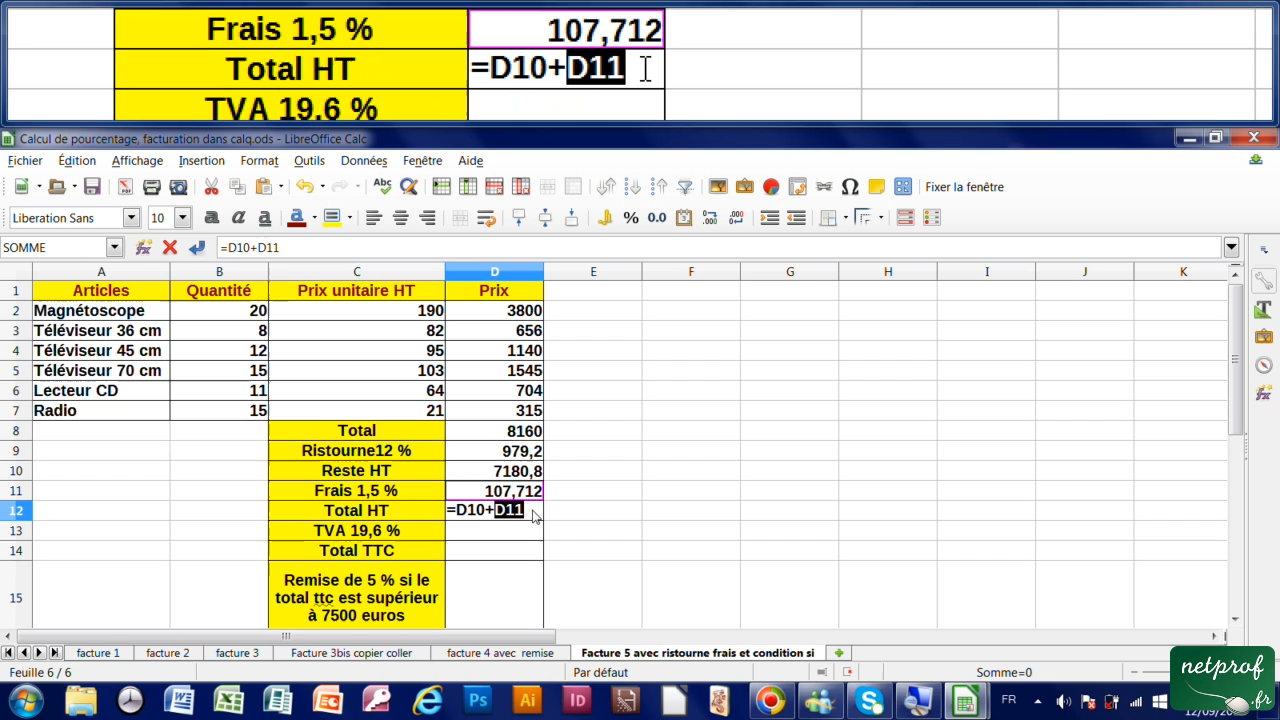 Frais 1,5 % 107,712
Total HT =D10+D11
TVA 19,6 %
Calcul de pourcentage, facturation dans calq.ods - LibreOffice Calc
Fichier Édition Affichage Insertion Format Outils Données Fenêtre Aide
Fixer la fenêtre
Liberation Sans 10
SOMME =D10+D11
A B C D E F G H I J K
1 Articles Quantité Prix unitaire HT Prix
2 Magnétoscope 20 190 3800
3 Téléviseur 36 cm 8 82 656
4 Téléviseur 45 cm 12 95 1140
5 Téléviseur 70 cm 15 103 1545
6 Lecteur CD 11 64 704
7 Radio 15 21 315
8 Total 8160
9 Ristourne12 % 979,2
10 Reste HT 7180,8
11 Frais 1,5 % 107,712
12 Total HT =D10+D11
13 TVA 19,6 %
14 Total TTC
Remise de 5 % si le
15 total ttc est supérieur
à 7500 euros
facture 1 facture 2 facture 3 Facture 3bis copier coller facture 4 avec remise Facture 5 avec ristourne frais et condition si
Feuille 6 / 6 Par défaut Somme=0
netprof
.fr
FR